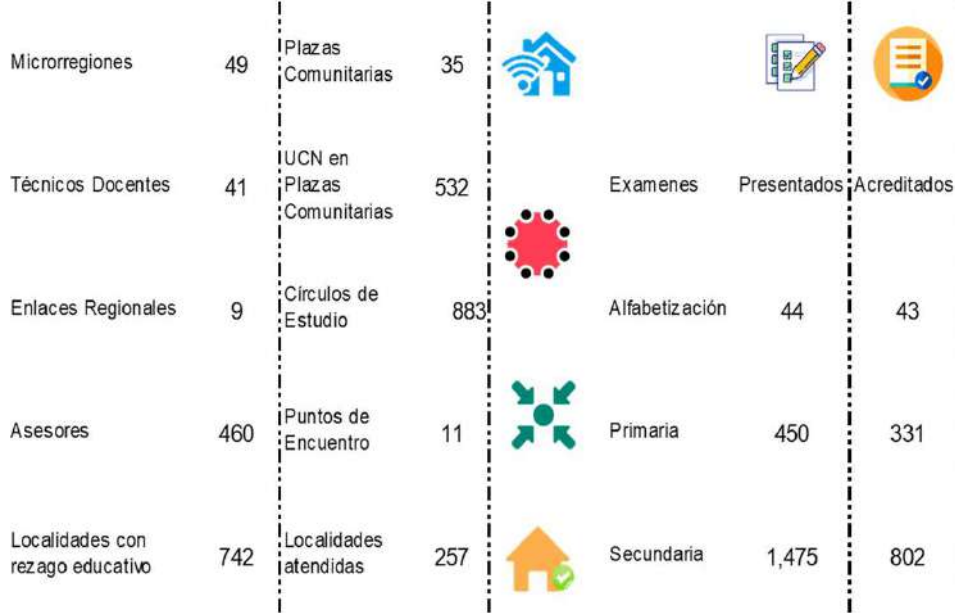 Microrregiones 49
Plazas
Comunitarias 35
Técnicos Docentes 41
UCN en
Plazas
Comunitarias 532
Examenes Presentados Acreditados
Enlaces Regionales 9
Círculos de
Estudio 883
Alfabetización 44 43
Asesores 460
Puntos de
Encuentro 11
Primaria 450 331
Localidades con
rezago educativo 742
Localidades
atendidas 257
Secundaria 1,475 802